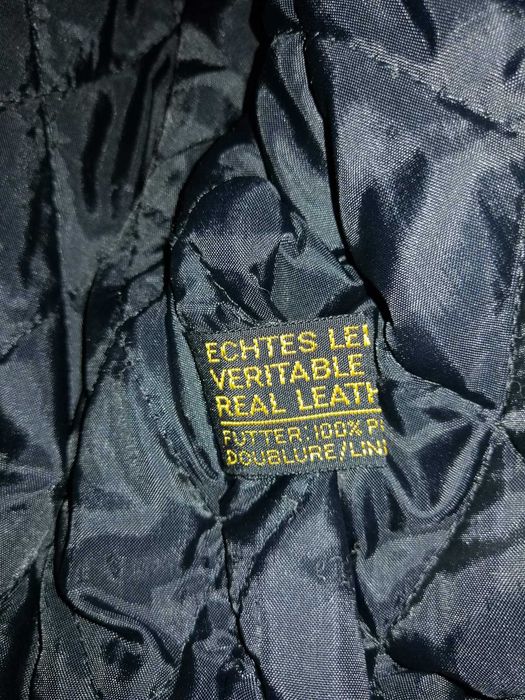 ECHTES LE
VERITABLE
REAL LEATH
FUTTER: 100% P
DOUBLURE/LIN